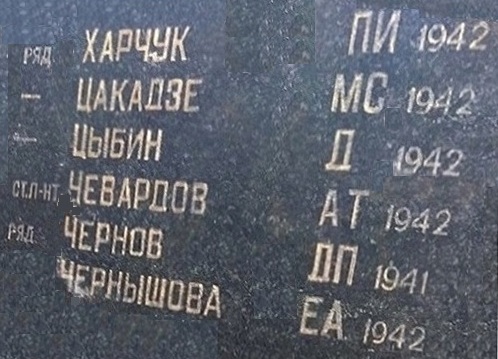 РЯД. ХАРЧУК ПИ 1942
— ЦАКАДЗЕ МС 1942
— ЦЫБИН Д 1942
СТ.Л-НТ ЧЕВАРДОВ АТ 1942
РЯД. ЧЕРНОВ ДП 1941
ЧЕРНЫШОВА ЕА 1942